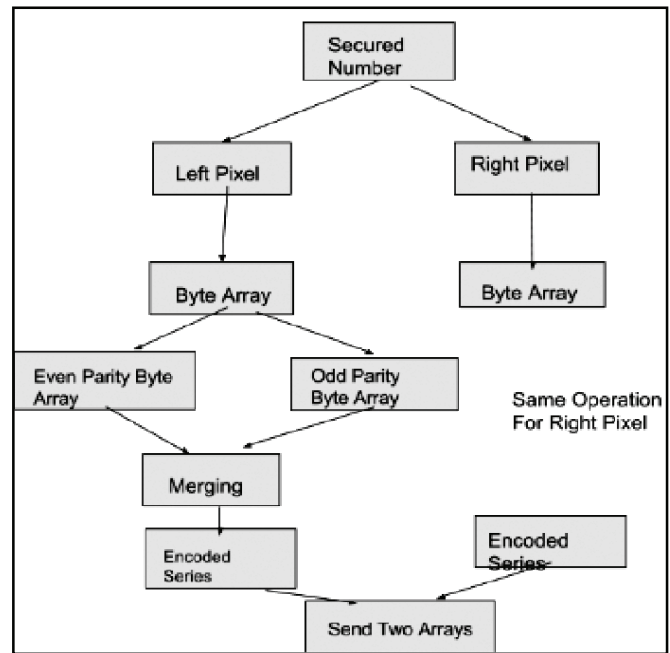 Secured
Number
Left Pixel
Right Pixel
Byte Array
Byte Array
Even Parity Byte
Array
Odd Parity
Byte Array
Same Operation
For Right Pixel
Merging
Encoded
Series
Encoded
Series
Send Two Arrays